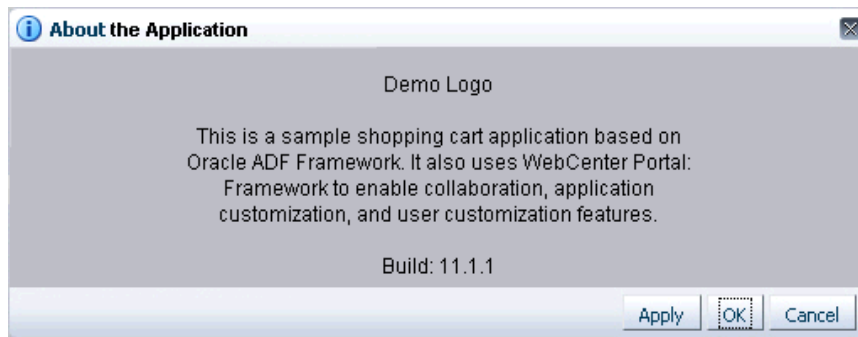 About the Application
Demo Logo
This is a sample shopping cart application based on
Oracle ADF Framework. It also uses WebCenter Portal:
Framework to enable collaboration, application
customization, and user customization features.
Build: 11.1.1
Apply OK Cancel